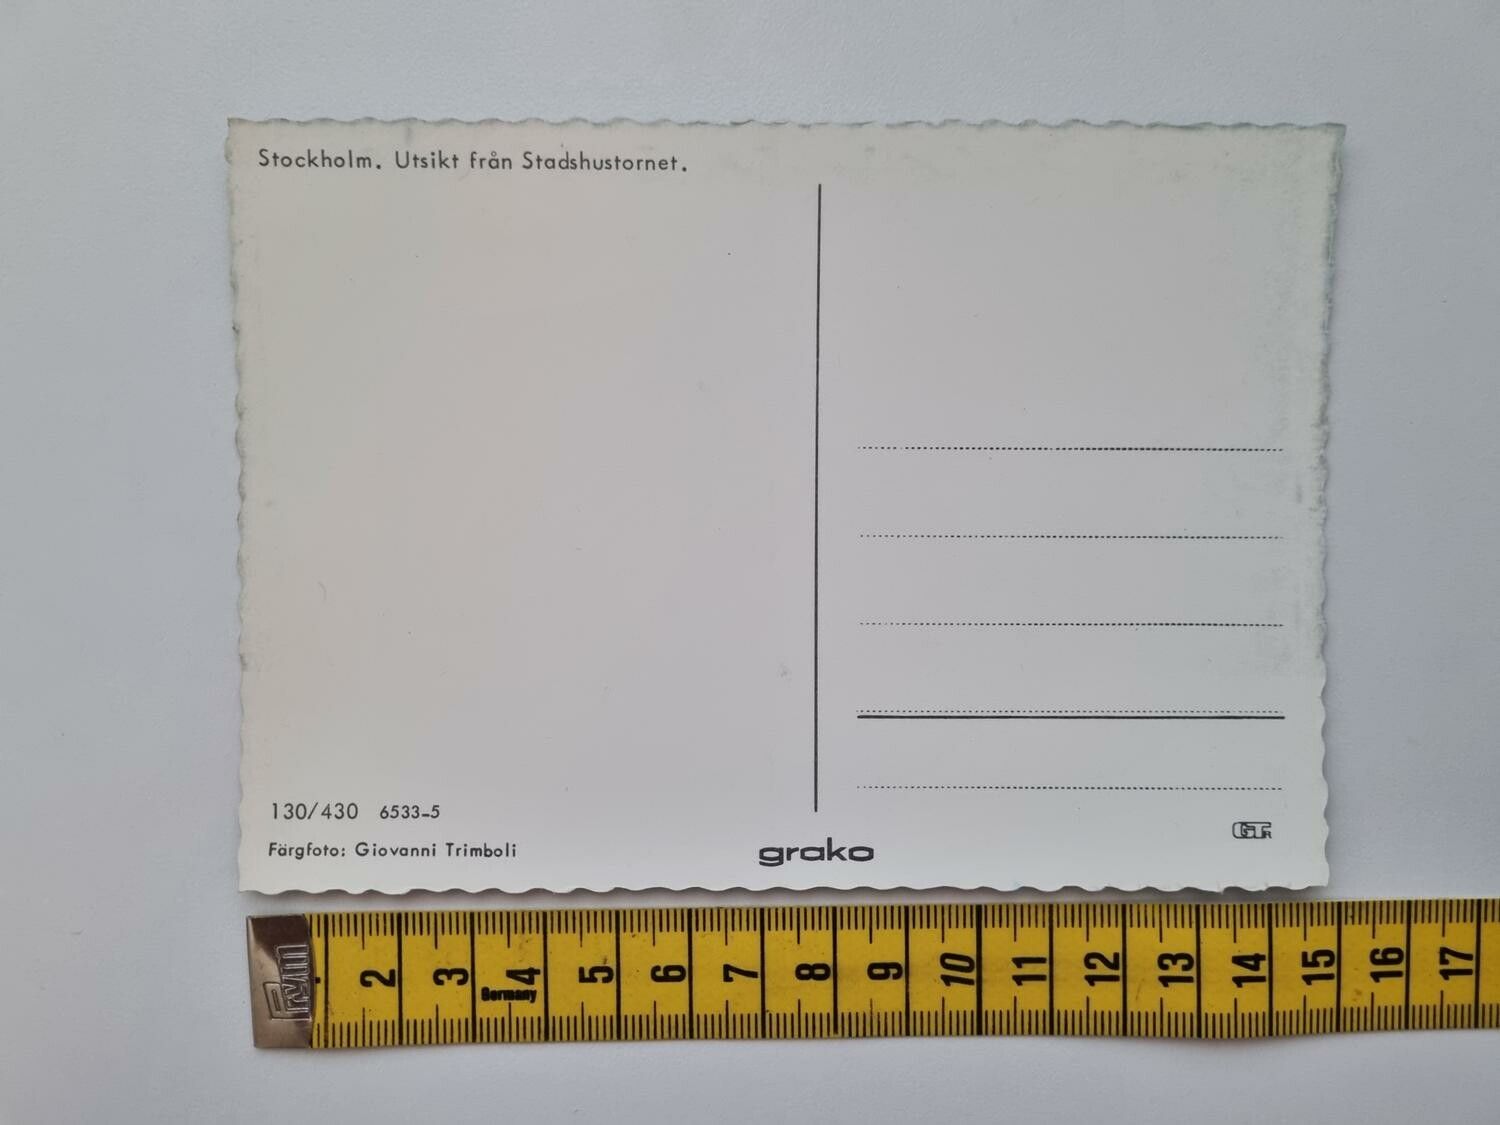 Stockholm. Utsikt från Stadshustornet.
130/430 6533-5
Färgfoto: Giovanni Trimboli
grako
Prym
2 3 4 5 6 7 8 9 10 11 12 13 14 15 16 17
Germany